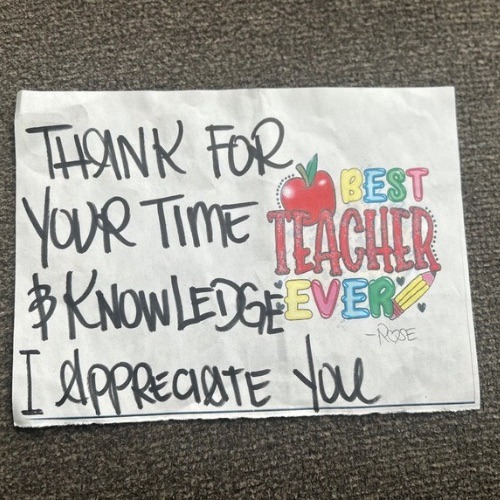 THANK FOR
YOUR TIME
& KNOWLEDGE
I APPRECIATE YOU
BEST
TEACHER
EVER
-ROSE